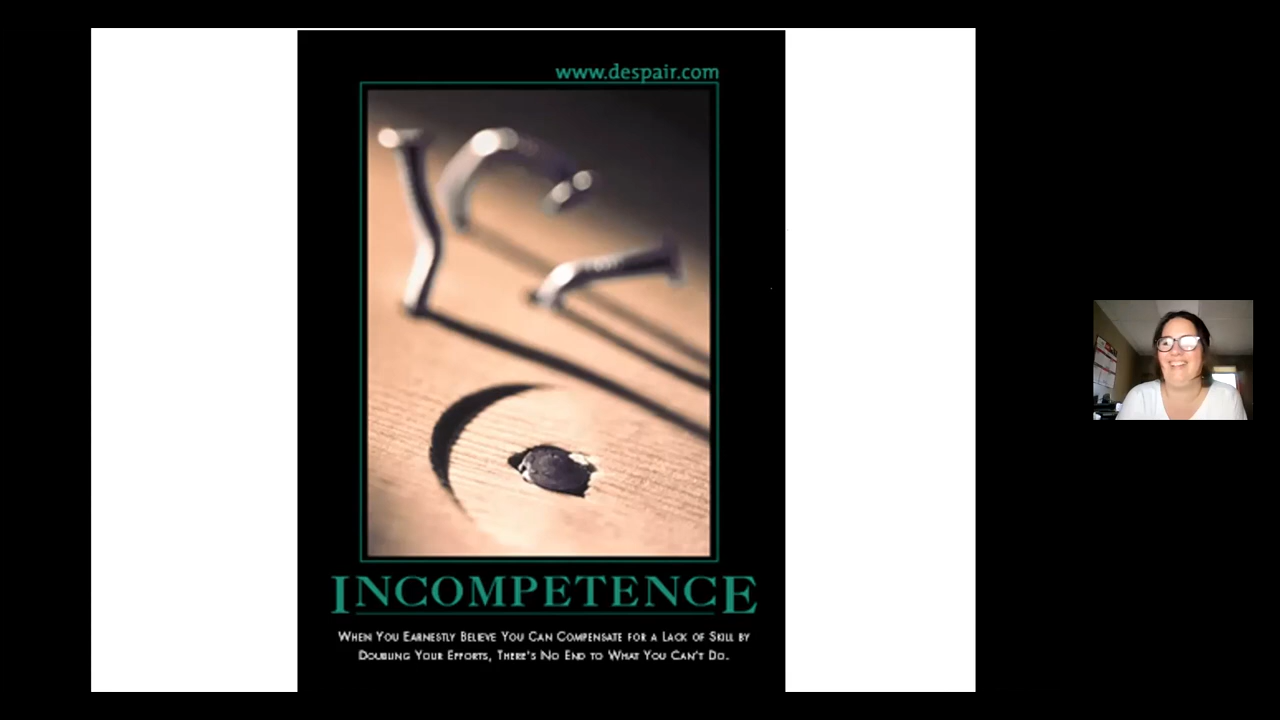 www.despair.com
INCOMPETENCE
WHEN YOU EARNESTLY BELIEVE YOU CAN COMPENSATE FOR A LACK OF SKILL BY
DOUBLING YOUR EFFORTS, THERE'S NO END TO WHAT YOU CAN'T DO.